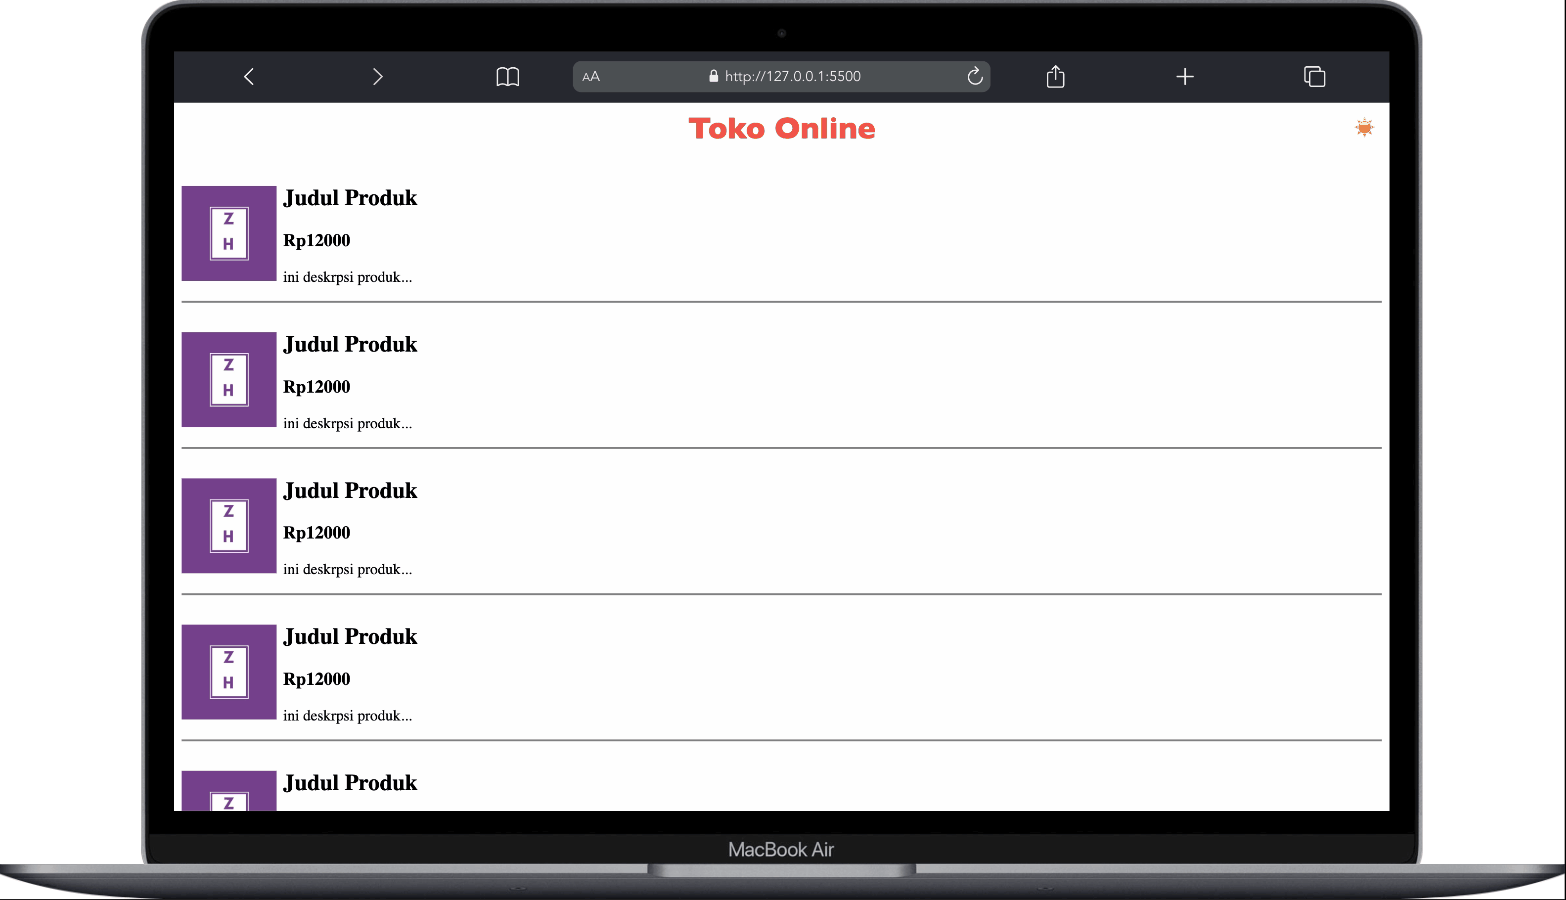 AA http://127.0.0.1:5500
Toko Online
Z
H
Judul Produk
Rp12000
ini deskrpsi produk...
Z
H
Judul Produk
Rp12000
ini deskrpsi produk...
Z
H
Judul Produk
Rp12000
ini deskrpsi produk...
Z
H
Judul Produk
Rp12000
ini deskrpsi produk...
Z
Judul Produk
MacBook Air